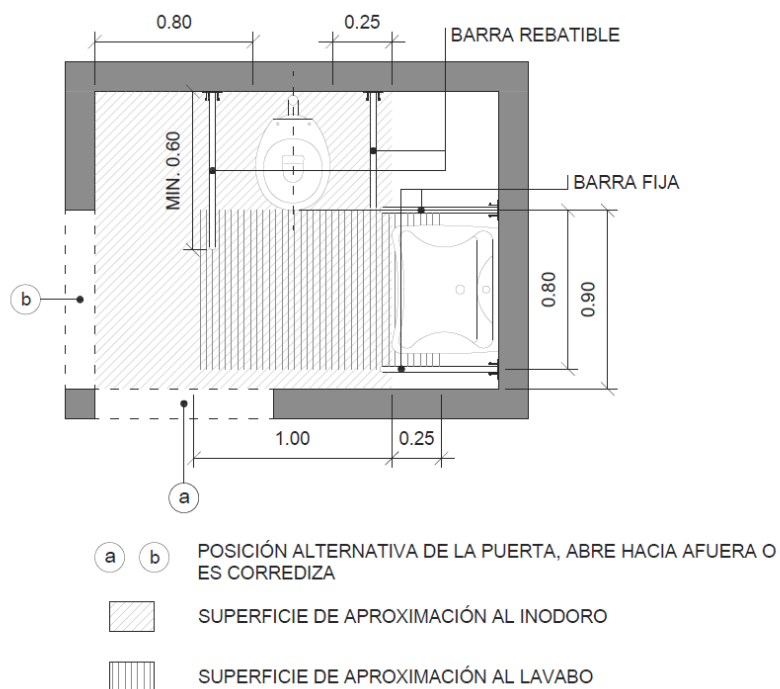 0.80
0.25
BARRA REBATIBLE
MIN. 0.60
BARRA FIJA
b
0.80
0.90
1.00
0.25
a
a b POSICIÓN ALTERNATIVA DE LA PUERTA, ABRE HACIA AFUERA O
ES CORREDIZA
SUPERFICIE DE APROXIMACIÓN AL INODORO
SUPERFICIE DE APROXIMACIÓN AL LAVABO